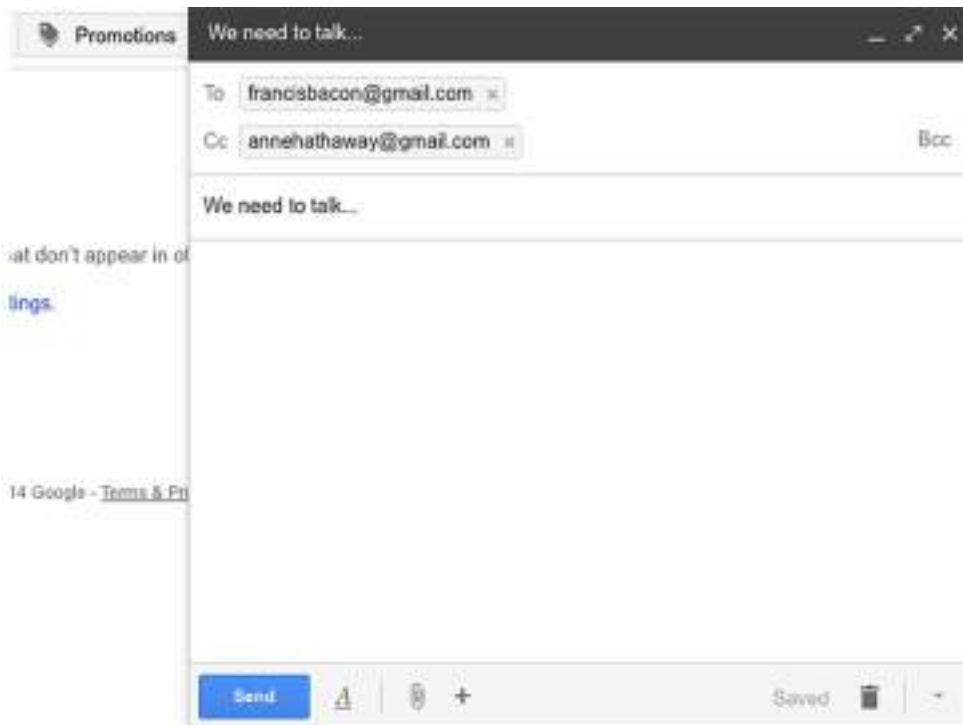 Promotions
We need to talk...
To francisbacon@gmail.com ×
Cc annehathaway@gmail.com × Bcc
We need to talk...
at don't appear in ot
tings.
14 Google - Terms & Pri
Send A Saved